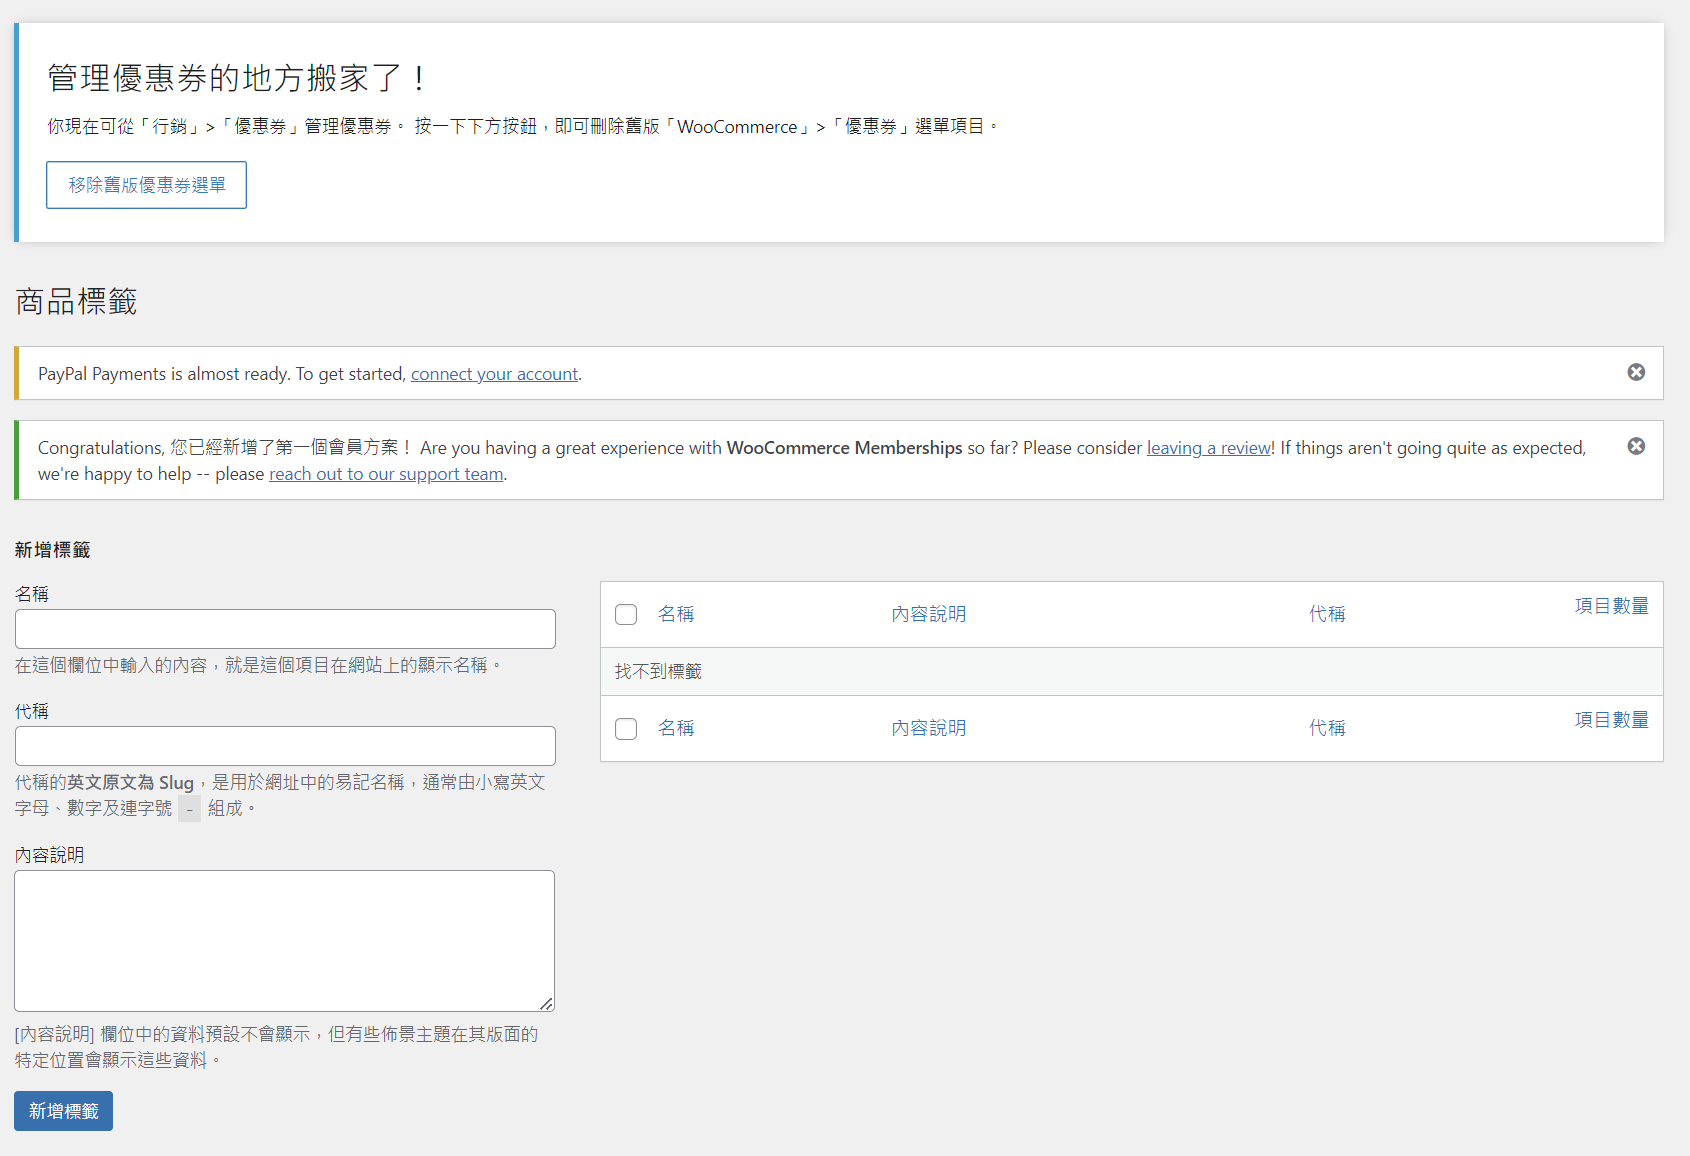 管理優惠券的地方搬家了！
你現在可從「行銷」>「優惠券」管理優惠券。 按一下下方按鈕，即可刪除舊版「WooCommerce」>「優惠券」選單項目。
移除舊版優惠券選單
商品標籤
PayPal Payments is almost ready. To get started, connect your account.
Congratulations, 您已經新增了第一個會員方案！ Are you having a great experience with WooCommerce Memberships so far? Please consider leaving a review! If things aren't going quite as expected,
we're happy to help -- please reach out to our support team.
新增標籤
名稱
在這個欄位中輸入的內容，就是這個項目在網站上的顯示名稱。
代稱
代稱的英文原文為 Slug，是用於網址中的易記名稱，通常由小寫英文
字母、數字及連字號 - 組成。
內容說明
[內容說明] 欄位中的資料預設不會顯示，但有些佈景主題在其版面的
特定位置會顯示這些資料。
新增標籤
名稱 內容說明 代稱 項目數量
找不到標籤
名稱 內容說明 代稱 項目數量